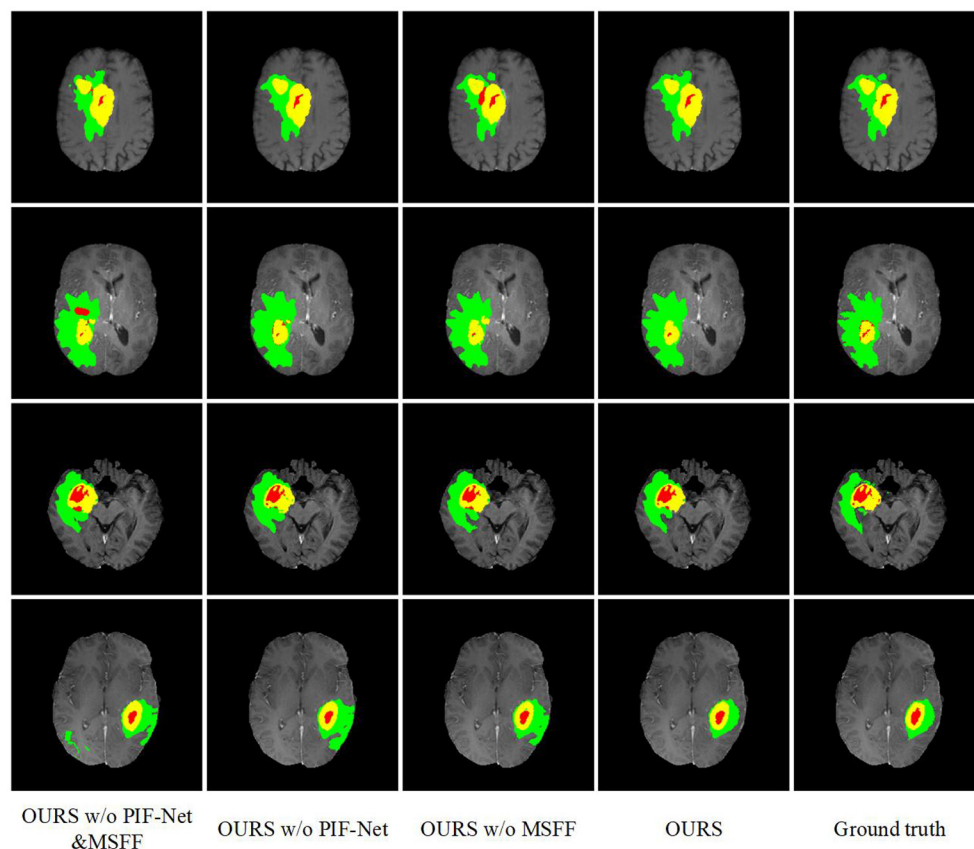 OURS w/o PIF-Net
&MSFF
OURS w/o PIF-Net
OURS w/o MSFF
OURS
Ground truth